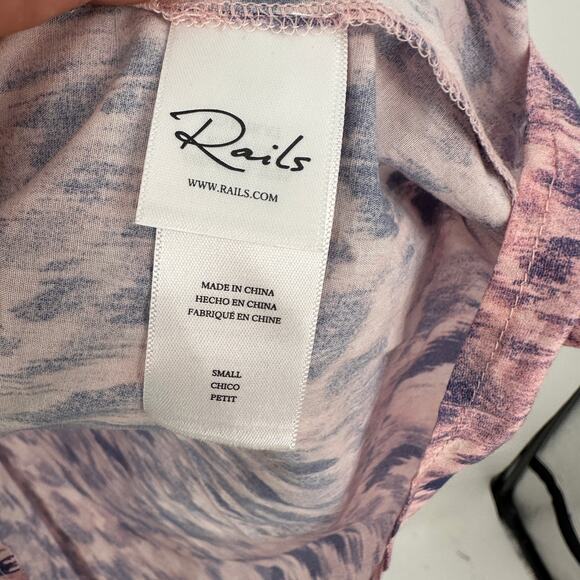 Rails
WWW.RAILS.COM
MADE IN CHINA
HECHO EN CHINA
FABRIQUÉ EN CHINE
SMALL
CHICO
PETIT